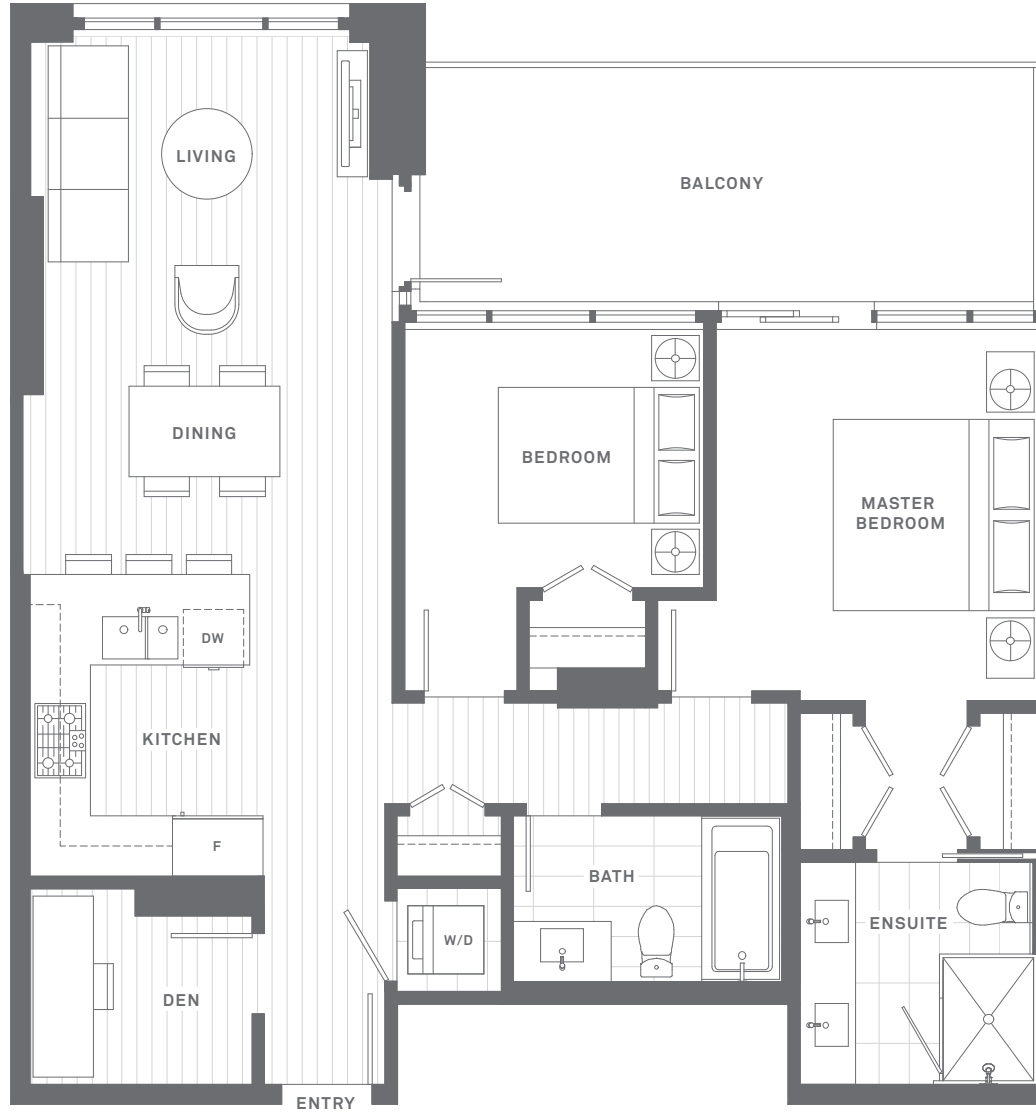 LIVING
BALCONY
DINING
BEDROOM
MASTER
BEDROOM
DW
KITCHEN
F
BATH
ENSUITE
W/D
DEN
ENTRY